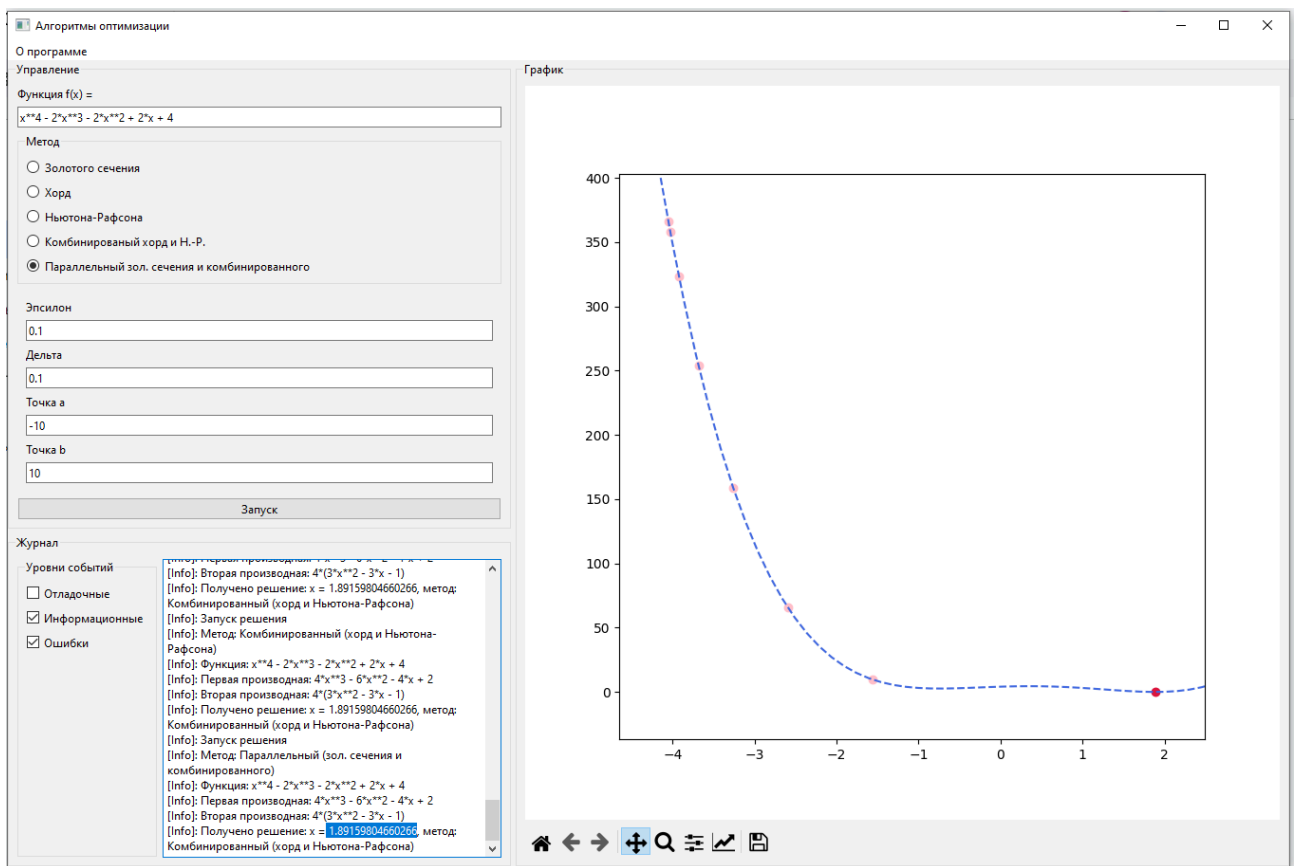 Алгоритмы оптимизации
О программе
Управление
Функция f(x) =
x**4 - 2*x**3 - 2*x**2 + 2*x + 4
Метод
Золотого сечения
Хорд
Ньютона-Рафсона
Комбинированый хорд и Н.-Р.
Параллельный зол. сечения и комбинированного
Эпсилон
0.1
Дельта
0.1
Точка a
-10
Точка b
10
Запуск
Журнал
Уровни событий
Отладочные
Информационные
Ошибки
[Info]: Вторая производная: 4*(3*x**2 - 3*x - 1)
[Info]: Получено решение: x = 1.89159804660266, метод:
Комбинированный (хорд и Ньютона-Рафсона)
[Info]: Запуск решения
[Info]: Метод: Комбинированный (хорд и Ньютона-
Рафсона)
[Info]: Функция: x**4 - 2*x**3 - 2*x**2 + 2*x + 4
[Info]: Первая производная: 4*x**3 - 6*x**2 - 4*x + 2
[Info]: Вторая производная: 4*(3*x**2 - 3*x - 1)
[Info]: Получено решение: x = 1.89159804660266, метод:
Комбинированный (хорд и Ньютона-Рафсона)
[Info]: Запуск решения
[Info]: Метод: Параллельный (зол. сечения и
комбинированного)
[Info]: Функция: x**4 - 2*x**3 - 2*x**2 + 2*x + 4
[Info]: Первая производная: 4*x**3 - 6*x**2 - 4*x + 2
[Info]: Вторая производная: 4*(3*x**2 - 3*x - 1)
[Info]: Получено решение: x = 1.89159804660266, метод:
Комбинированный (хорд и Ньютона-Рафсона)
График
400
350
300
250
200
150
100
50
0
−4 −3 −2 −1 0 1 2